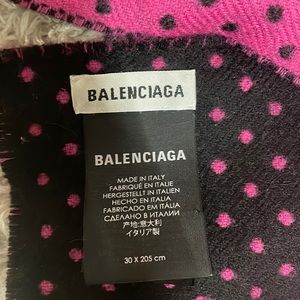 BALENCIAGA
BALENCIAGA
MADE IN ITALY
FABRIQUÉ EN ITALIE
HERGESTELLT IN ITALIEN
HECHO EN ITALIA
FABRICADO EM ITÁLIA
СДЕЛАНО В ИТАЛИИ
产地:意大利
イタリア製
30 X 205 cm